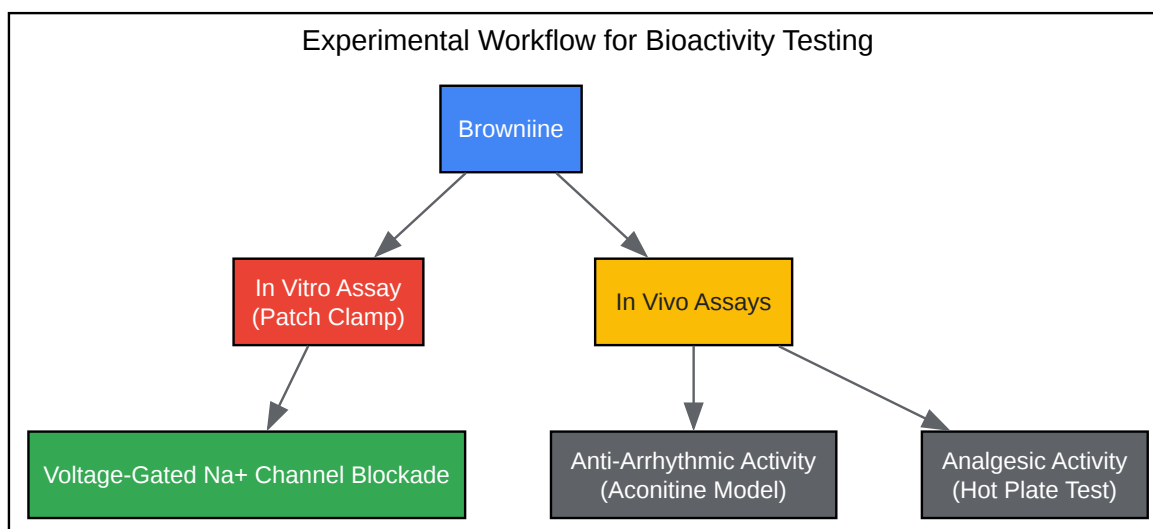 Experimental Workflow for Bioactivity Testing
Browniine
In Vitro Assay
(Patch Clamp)
In Vivo Assays
Voltage-Gated Na+ Channel Blockade
Anti-Arrhythmic Activity
(Aconitine Model)
Analgesic Activity
(Hot Plate Test)